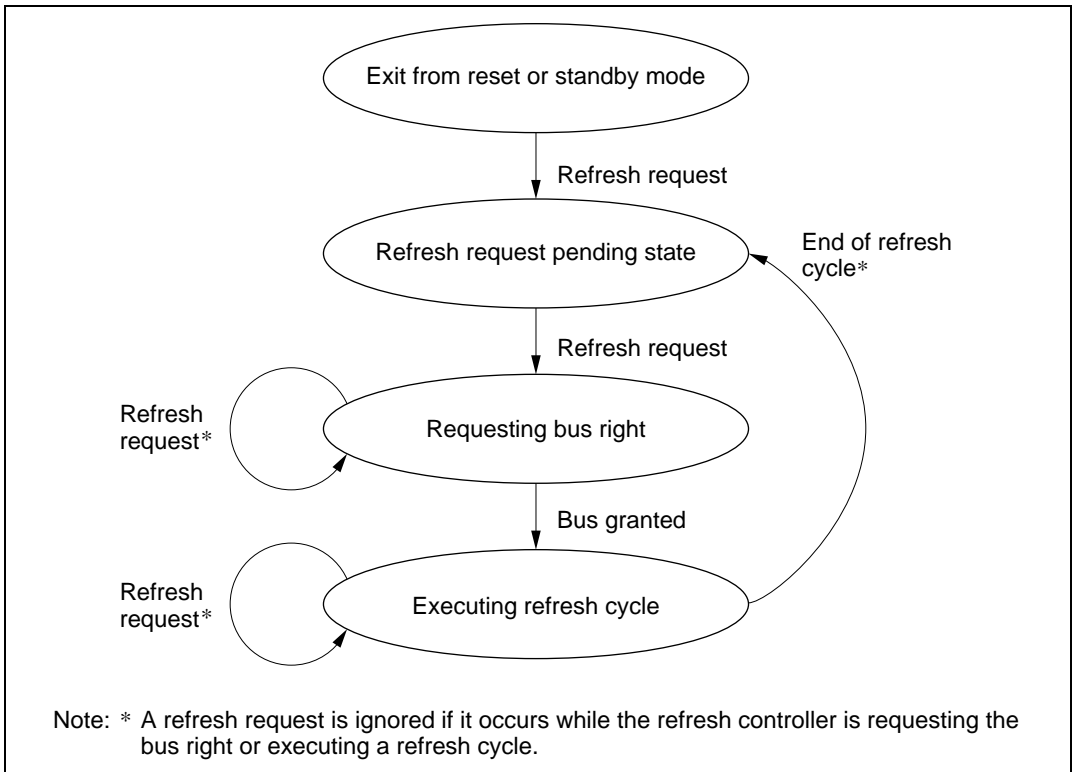 Exit from reset or standby mode
Refresh request
Refresh request pending state
End of refresh
cycle*
Refresh request
Refresh
request*
Requesting bus right
Bus granted
Refresh
request*
Executing refresh cycle
Note: * A refresh request is ignored if it occurs while the refresh controller is requesting the
bus right or executing a refresh cycle.